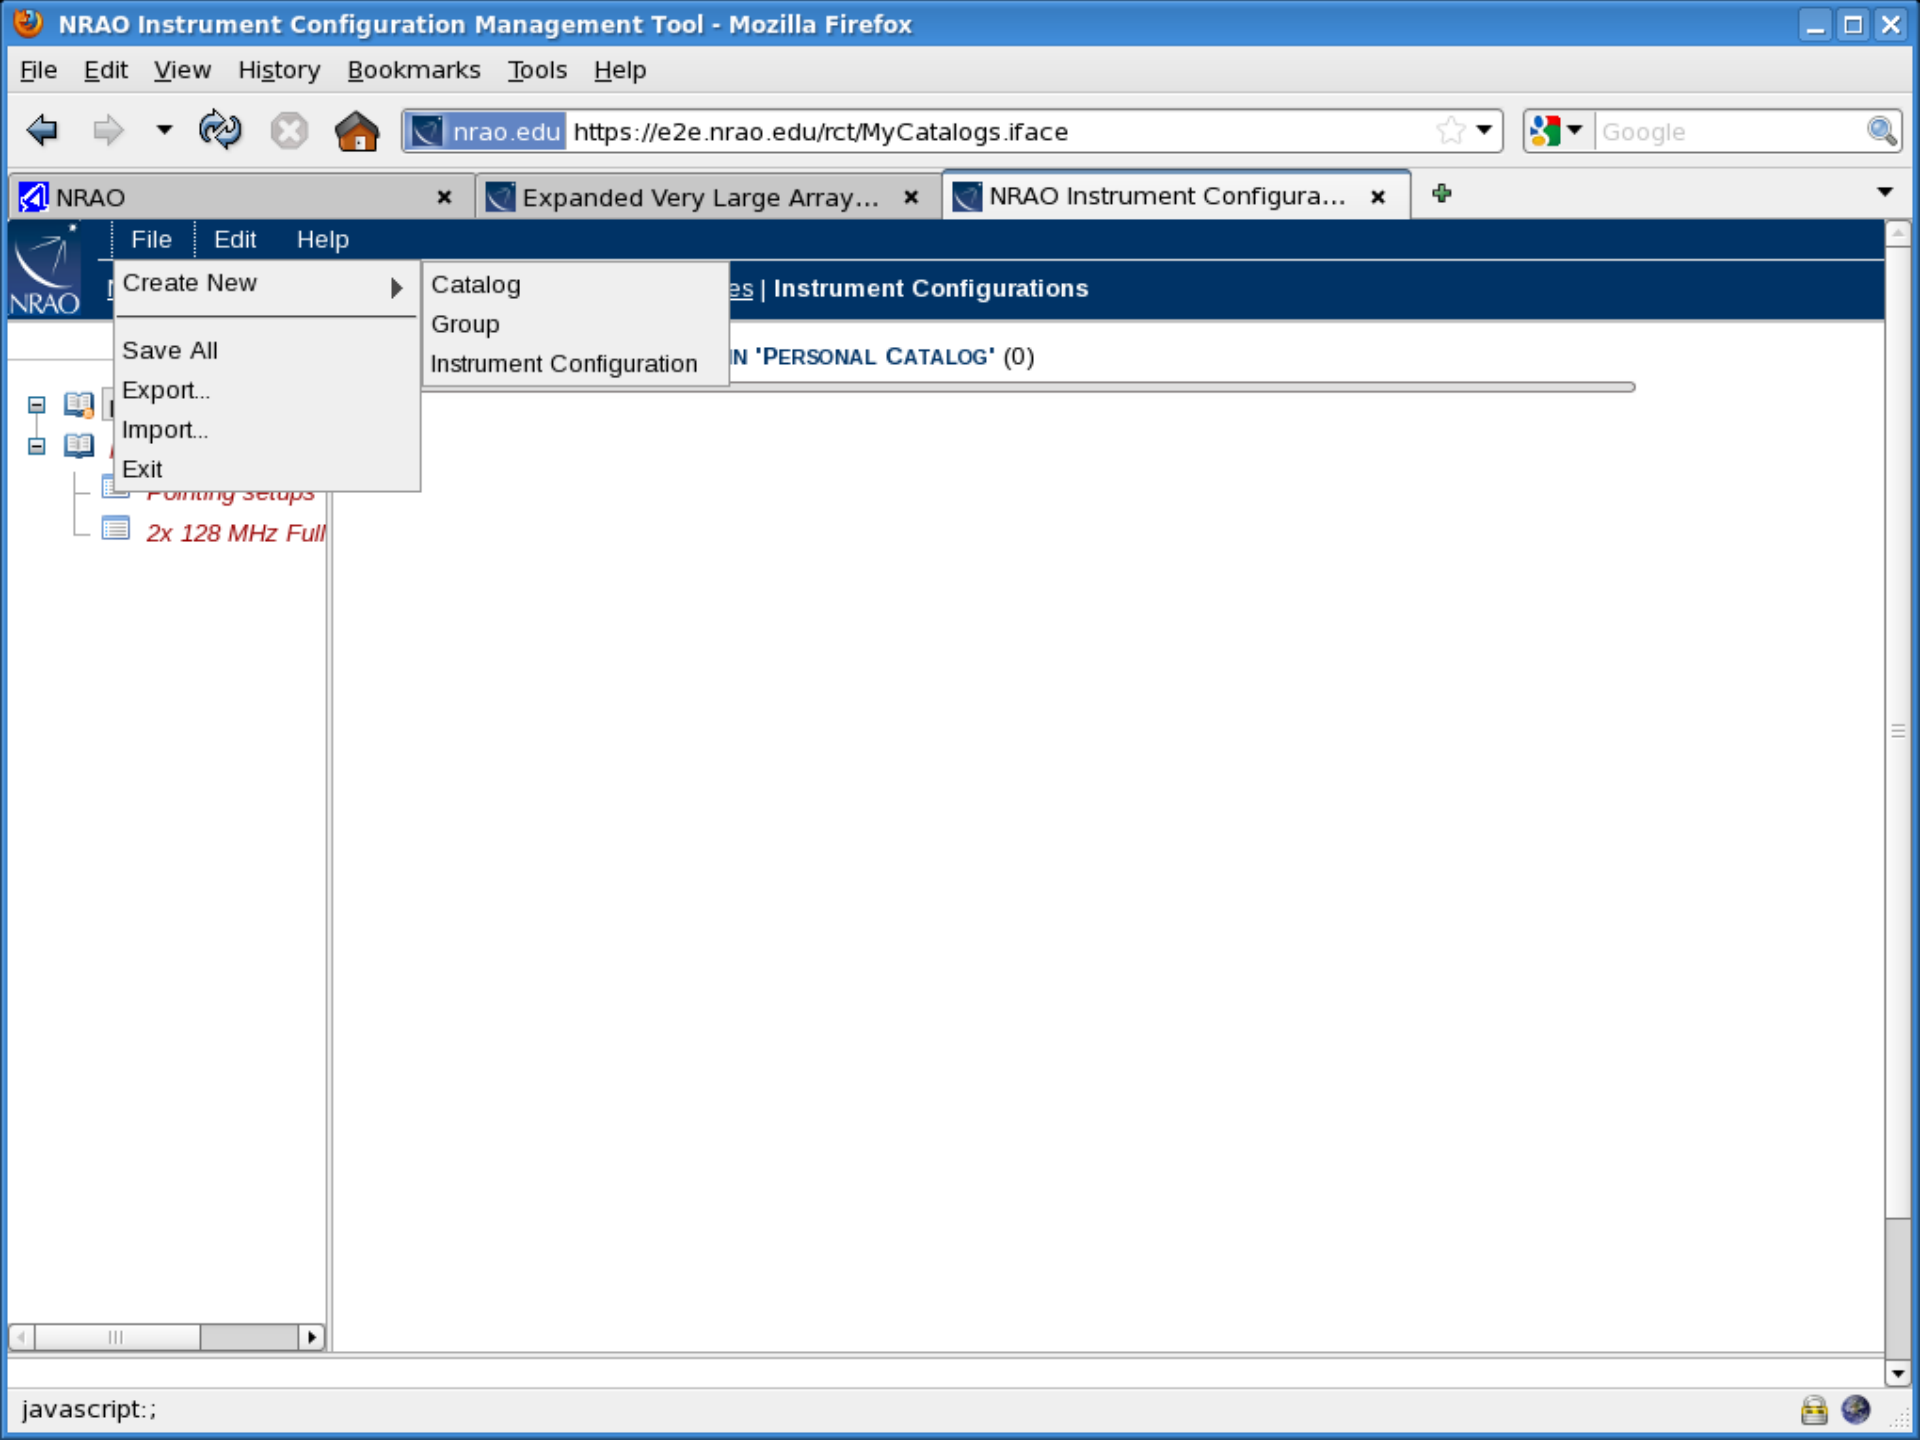 NRAO Instrument Configuration Management Tool - Mozilla Firefox
File Edit View History Bookmarks Tools Help
nrao.edu https://e2e.nrao.edu/rct/MyCatalogs.iface
Google
NRAO
Expanded Very Large Array...
NRAO Instrument Configura...
NRAO
File Edit Help
es | Instrument Configurations
Create New
Save All
Export...
Import...
Exit
Catalog
Group
Instrument Configuration
IN 'PERSONAL CATALOG' (0)
Pointing setups
2x 128 MHz Full
javascript:;